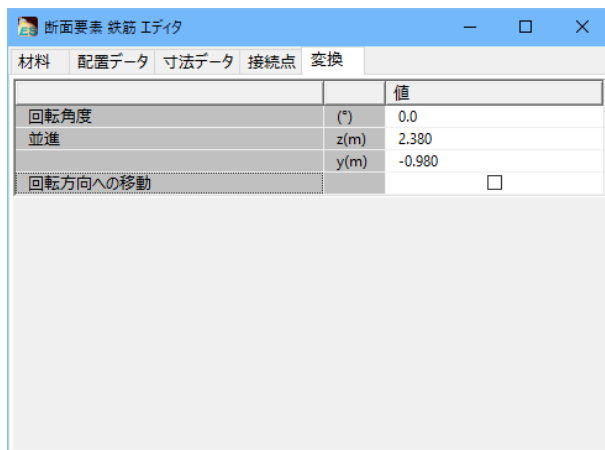 断面要素 鉄筋 エディタ
材料 配置データ 寸法データ 接続点 変換
値
回転角度 (°) 0.0
並進 z(m) 2.380
y(m) -0.980
回転方向への移動